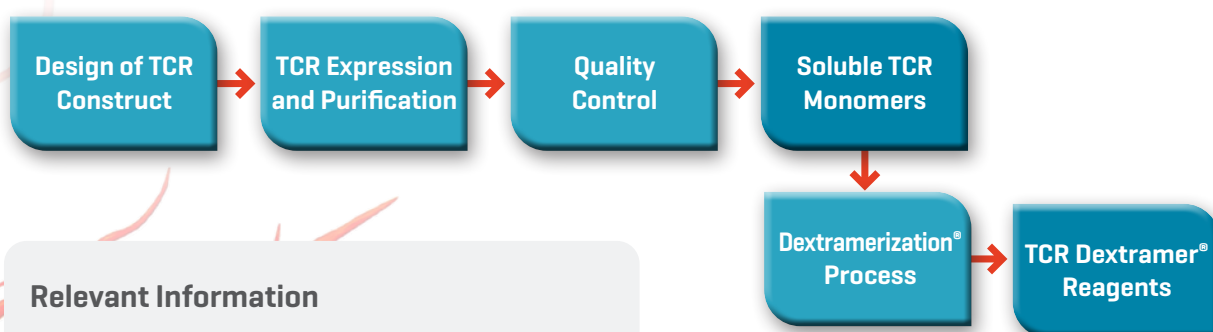 Design of TCR
Construct
TCR Expression
and Purification
Quality
Control
Soluble TCR
Monomers
Dextramerization®
Process
TCR Dextramer®
Reagents
Relevant Information